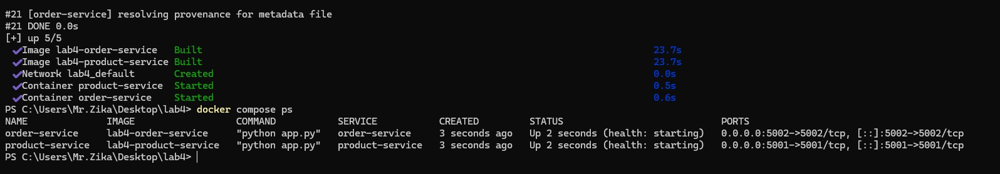 #21 [order-service] resolving provenance for metadata file
#21 DONE 0.0s
[+] up 5/5
✔Image lab4-order-service Built 23.7s
✔Image lab4-product-service Built 23.7s
✔Network lab4_default Created 0.0s
✔Container product-service Started 0.5s
✔Container order-service Started 0.6s
PS C:\Users\Mr.Zika\Desktop\lab4> docker compose ps
NAME IMAGE COMMAND SERVICE CREATED STATUS PORTS
order-service lab4-order-service "python app.py" order-service 3 seconds ago Up 2 seconds (health: starting) 0.0.0.0:5002->5002/tcp, [::]:5002->5002/tcp
product-service lab4-product-service "python app.py" product-service 3 seconds ago Up 2 seconds (health: starting) 0.0.0.0:5001->5001/tcp, [::]:5001->5001/tcp
PS C:\Users\Mr.Zika\Desktop\lab4>